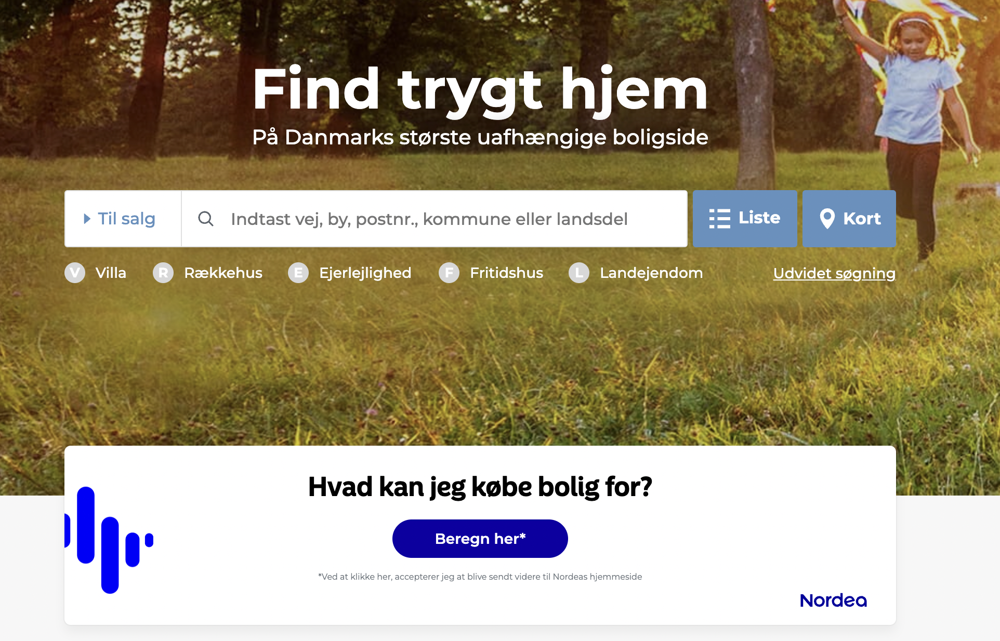 Find trygt hjem
På Danmarks største uafhængige boligside
Til salg
Indtast vej, by, postnr., kommune eller landsdel
Liste
Kort
V Villa
R Rækkehus
E Ejerlejlighed
F Fritidshus
L Landejendom
Udvidet søgning
Hvad kan jeg købe bolig for?
Beregn her*
*Ved at klikke her, accepterer jeg at blive sendt videre til Nordeas hjemmeside
Nordea